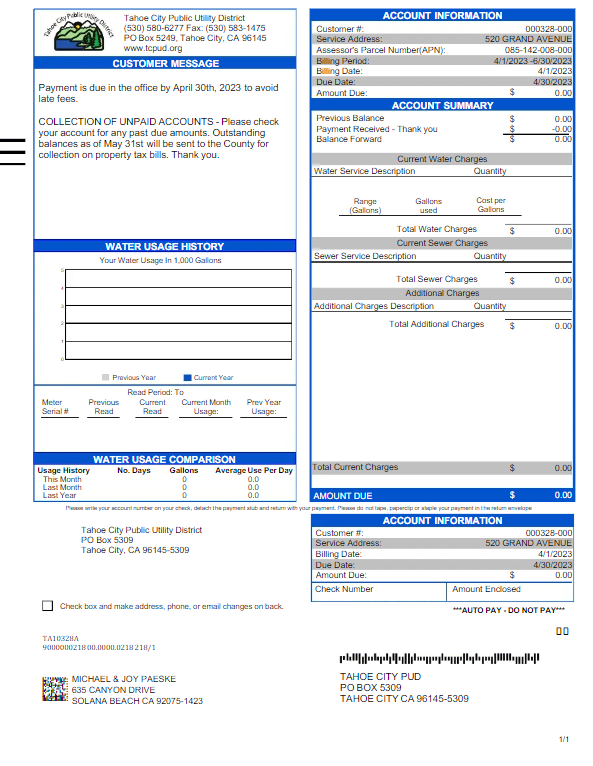 Tahoe City Public Utility District
Tahoe City Public Utility District
(530) 580-6277 Fax: (530) 583-1475
PO Box 5249, Tahoe City, CA 96145
www.tcpud.org
CUSTOMER MESSAGE
Payment is due in the office by April 30th, 2023 to avoid
late fees.
COLLECTION OF UNPAID ACCOUNTS - Please check
your account for any past due amounts. Outstanding
balances as of May 31st will be sent to the County for
collection on property tax bills. Thank you.
WATER USAGE HISTORY
Your Water Usage In 1,000 Gallons
5
4
3
2
1
0
Previous Year Current Year
Read Period: To
Meter Serial # Previous Read Current Read Current Month Usage: Prev Year Usage:
WATER USAGE COMPARISON
Usage History No. Days Gallons Average Use Per Day
This Month 0 0.0
Last Month 0 0.0
Last Year 0 0.0
ACCOUNT INFORMATION
Customer #: 000328-000
Service Address: 520 GRAND AVENUE
Assessor's Parcel Number(APN): 085-142-008-000
Billing Period: 4/1/2023 -6/30/2023
Billing Date: 4/1/2023
Due Date: 4/30/2023
Amount Due: $ 0.00
ACCOUNT SUMMARY
Previous Balance $ 0.00
Payment Received - Thank you $ -0.00
Balance Forward $ 0.00
Current Water Charges
Water Service Description Quantity
Range (Gallons) Gallons used Cost per Gallons
Total Water Charges $ 0.00
Current Sewer Charges
Sewer Service Description Quantity
Total Sewer Charges $ 0.00
Additional Charges
Additional Charges Description Quantity
Total Additional Charges $ 0.00
Total Current Charges $ 0.00
AMOUNT DUE $ 0.00
Please write your account number on your check, detach the payment stub and return with your payment. Please do not tape, paperclip or staple your payment in the return envelope
Tahoe City Public Utility District
PO Box 5309
Tahoe City, CA 96145-5309
Check box and make address, phone, or email changes on back.
TA10328A
9000000218 00.0000.0218 218/1
MICHAEL & JOY PAESKE
635 CANYON DRIVE
SOLANA BEACH CA 92075-1423
ACCOUNT INFORMATION
Customer #: 000328-000
Service Address: 520 GRAND AVENUE
Billing Date: 4/1/2023
Due Date: 4/30/2023
Amount Due: $ 0.00
Check Number Amount Enclosed
***AUTO PAY - DO NOT PAY***
TAHOE CITY PUD
PO BOX 5309
TAHOE CITY CA 96145-5309
1/1